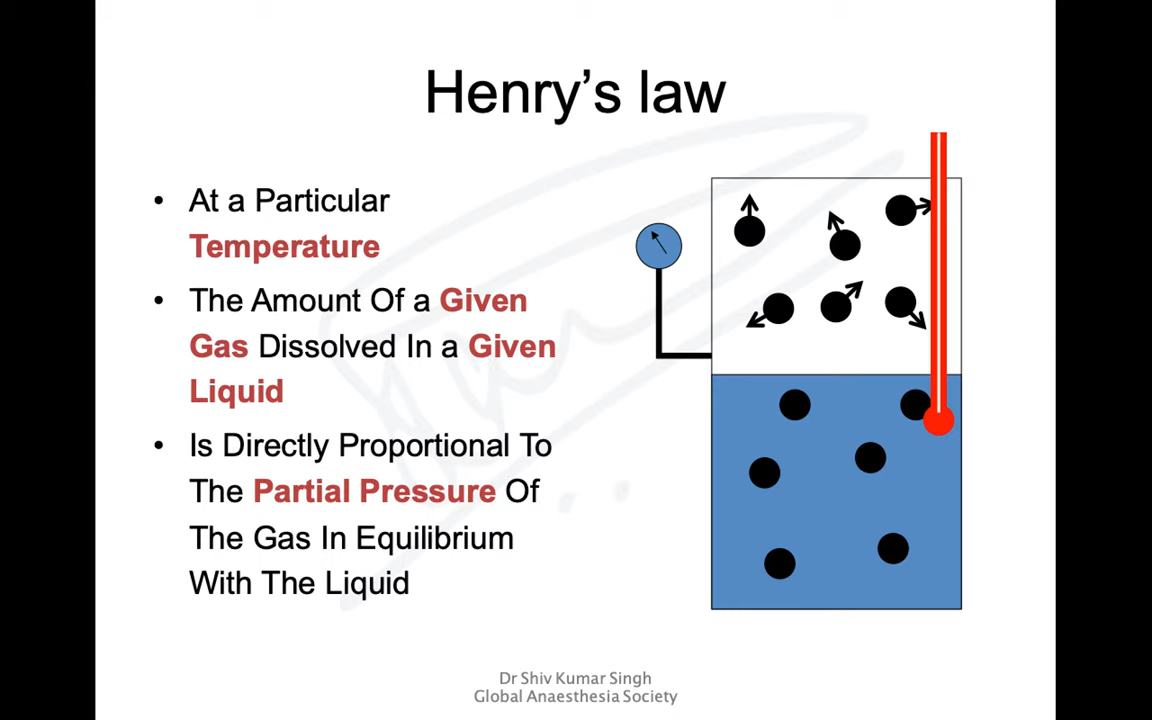 Henry's law
• At a Particular
Temperature
• The Amount Of a Given
Gas Dissolved In a Given
Liquid
• Is Directly Proportional To
The Partial Pressure Of
The Gas In Equilibrium
With The Liquid
Dr Shiv Kumar Singh
Global Anaesthesia Society